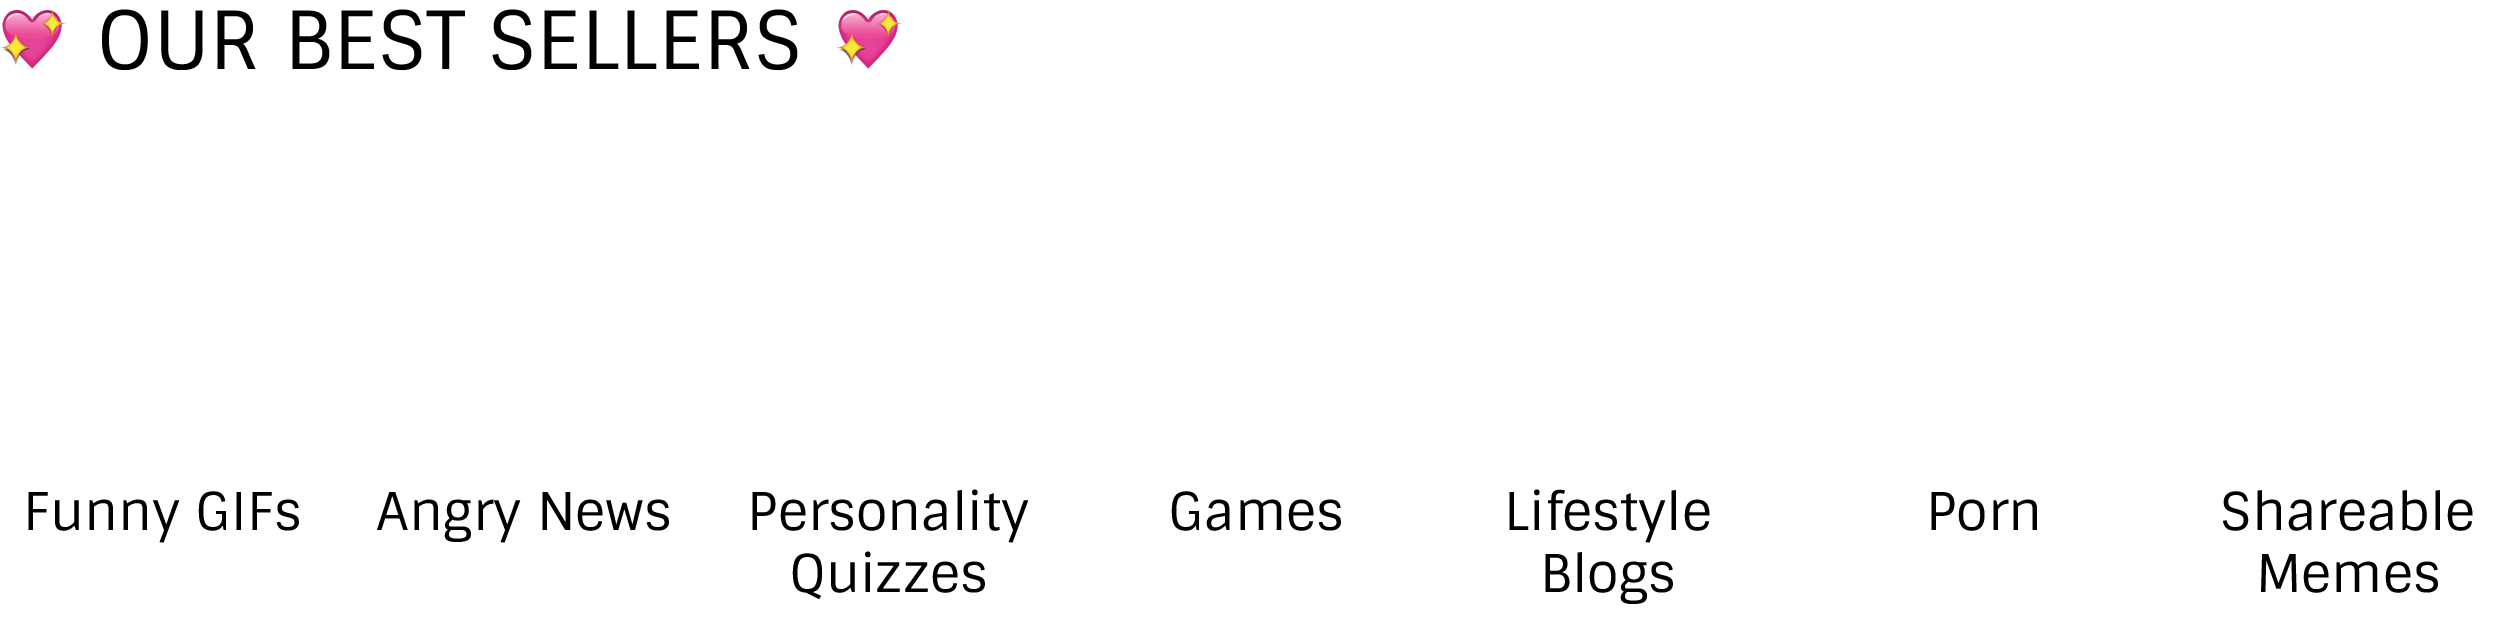 💖 OUR BEST SELLERS 💖
Funny GIFs
Angry News
Personality
Quizzes
Games
Lifestyle
Blogs
Porn
Shareable
Memes